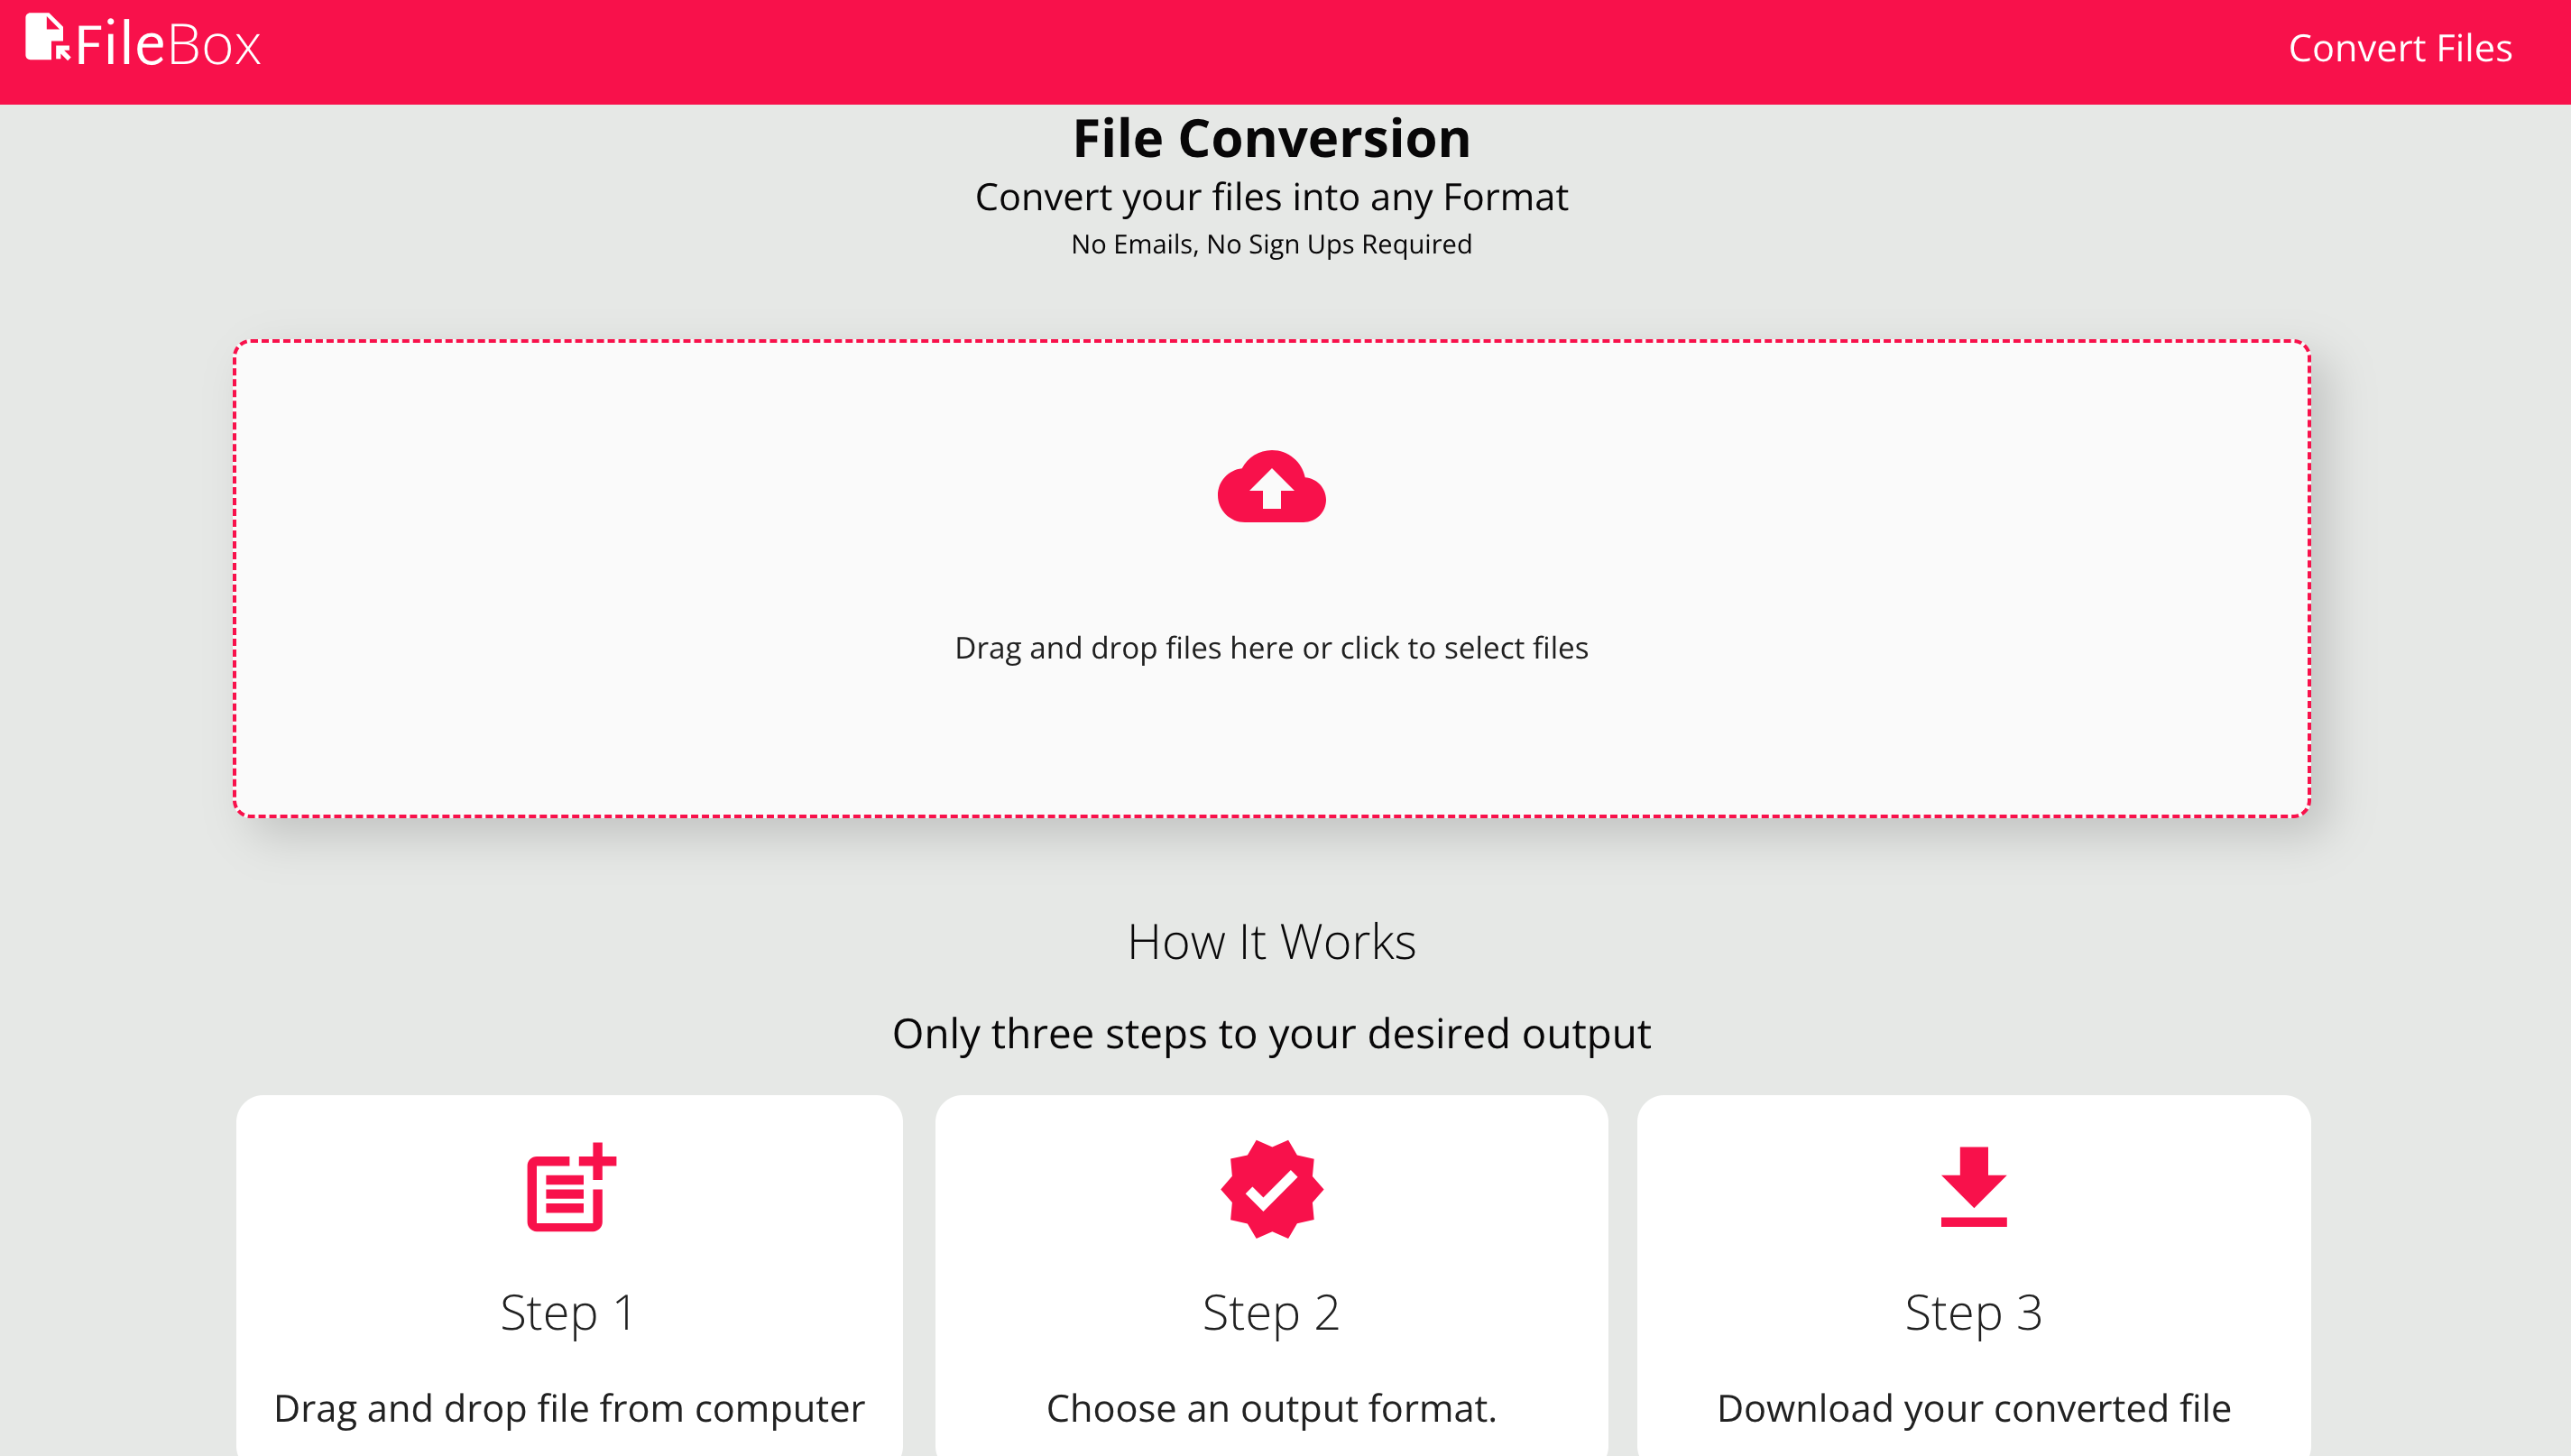 FileBox
Convert Files
File Conversion
Convert your files into any Format
No Emails, No Sign Ups Required
Drag and drop files here or click to select files
How It Works
Only three steps to your desired output
Step 1
Drag and drop file from computer
Step 2
Choose an output format.
Step 3
Download your converted file